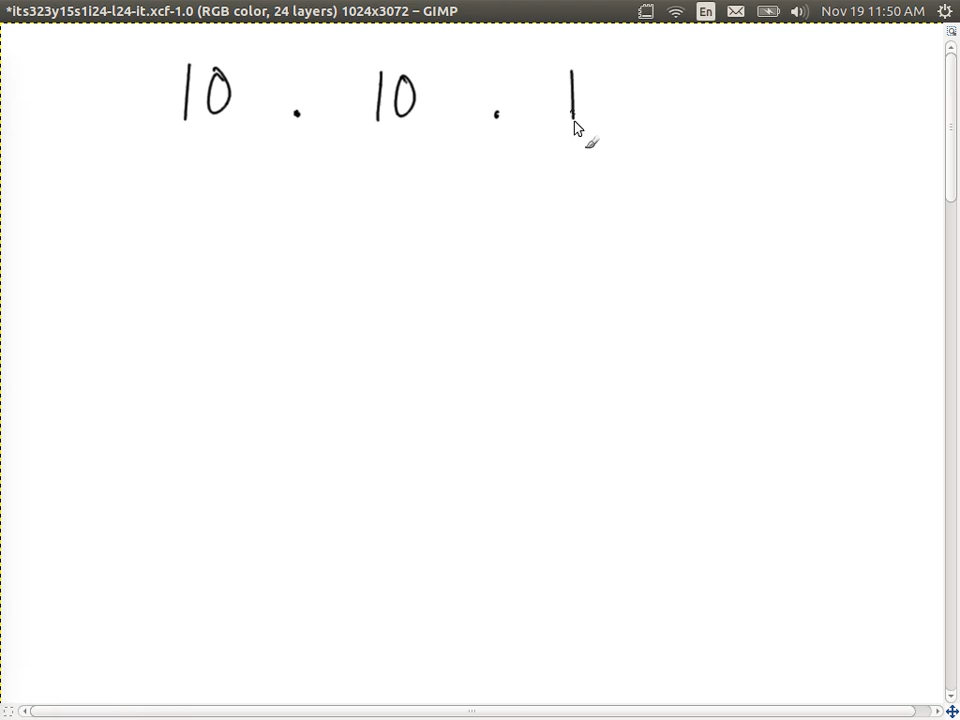 *its323y15s1i24-l24-it.xcf-1.0 (RGB color, 24 layers) 1024x3072 – GIMP En Nov 19 11:50 AM
10 . 10 . 1